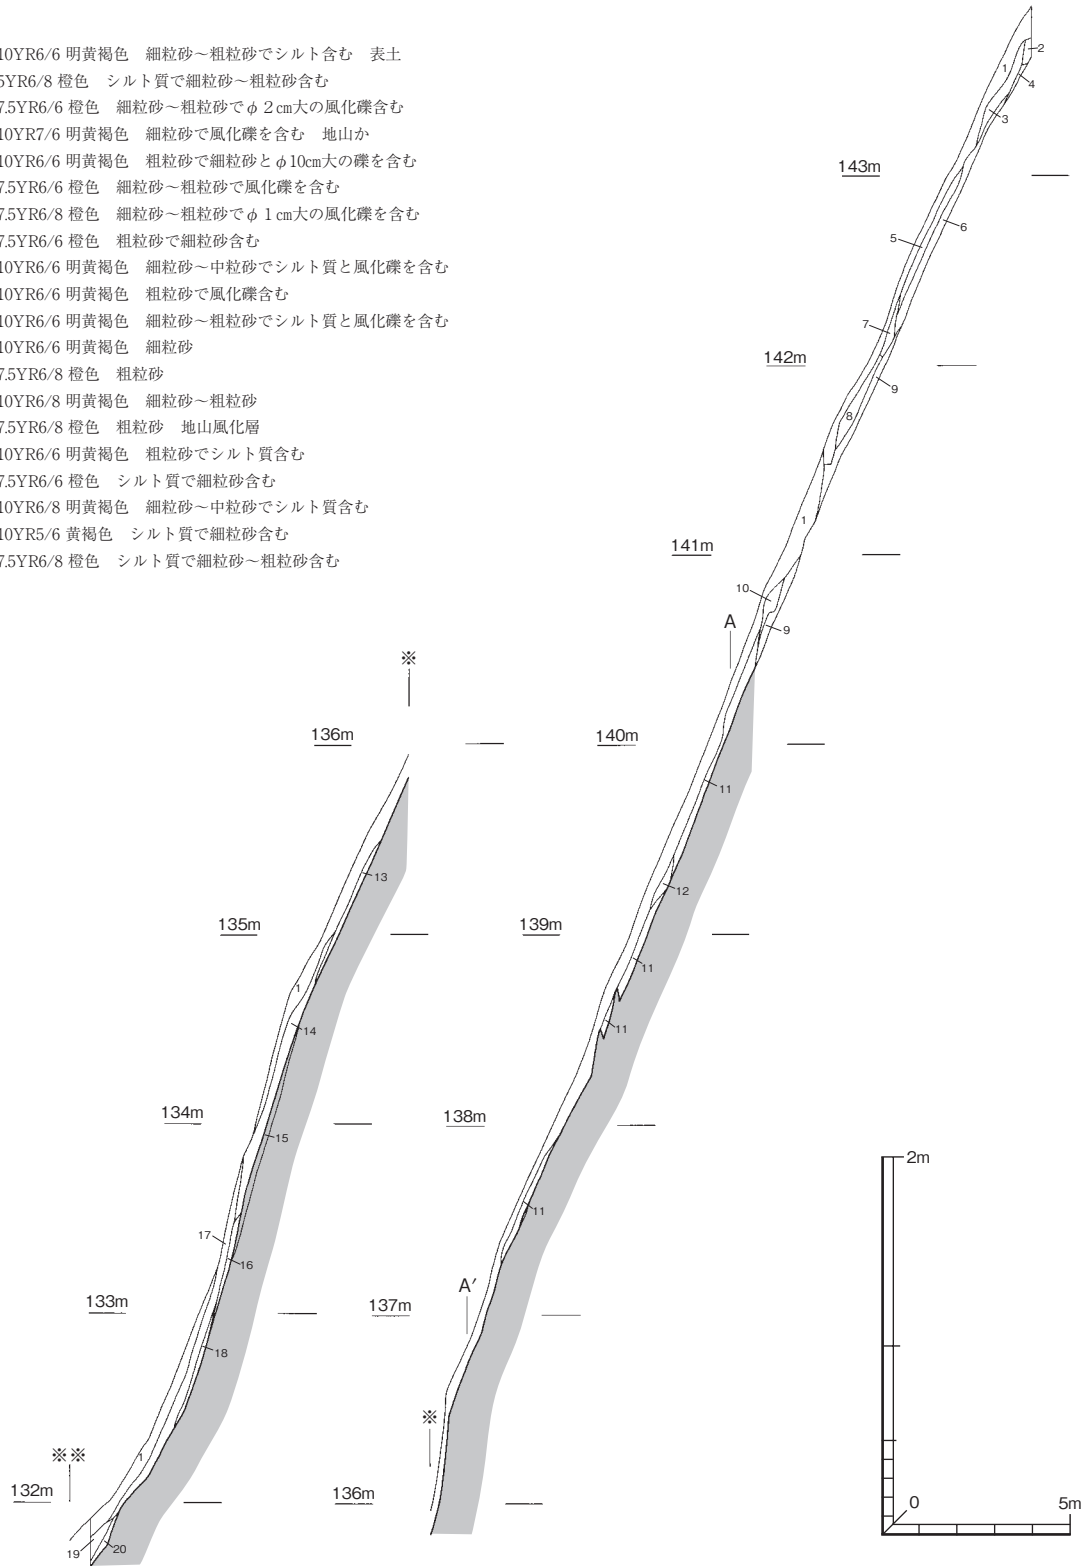 10YR6/6 明黄褐色 細粒砂～粗粒砂でシルト含む 表土
5YR6/8 橙色 シルト質で細粒砂～粗粒砂含む
7.5YR6/6 橙色 細粒砂～粗粒砂でφ2㎝大の風化礫含む
10YR7/6 明黄褐色 細粒砂で風化礫を含む 地山か
10YR6/6 明黄褐色 粗粒砂で細粒砂とφ10㎝大の礫を含む
7.5YR6/6 橙色 細粒砂～粗粒砂で風化礫を含む
7.5YR6/8 橙色 細粒砂～粗粒砂でφ1㎝大の風化礫を含む
7.5YR6/6 橙色 粗粒砂で細粒砂含む
10YR6/6 明黄褐色 細粒砂～中粒砂でシルト質と風化礫を含む
10YR6/6 明黄褐色 粗粒砂で風化礫含む
10YR6/6 明黄褐色 細粒砂～粗粒砂でシルト質と風化礫を含む
10YR6/6 明黄褐色 細粒砂
7.5YR6/8 橙色 粗粒砂
10YR6/8 明黄褐色 細粒砂～粗粒砂
7.5YR6/8 橙色 粗粒砂 地山風化層
10YR6/6 明黄褐色 粗粒砂でシルト質含む
7.5YR6/6 橙色 シルト質で細粒砂含む
10YR6/8 明黄褐色 細粒砂～中粒砂でシルト質含む
10YR5/6 黄褐色 シルト質で細粒砂含む
7.5YR6/8 橙色 シルト質で細粒砂～粗粒砂含む
2
1
4
3
143m
6
5
7
142m
9
8
1
141m
10
A
9
140m
11
12
139m
11
11
138m
11
A′
137m
※
136m
※
136m
13
135m
1
14
134m
15
17
16
133m
18
※※
1
132m
19
20
2m
0
5m